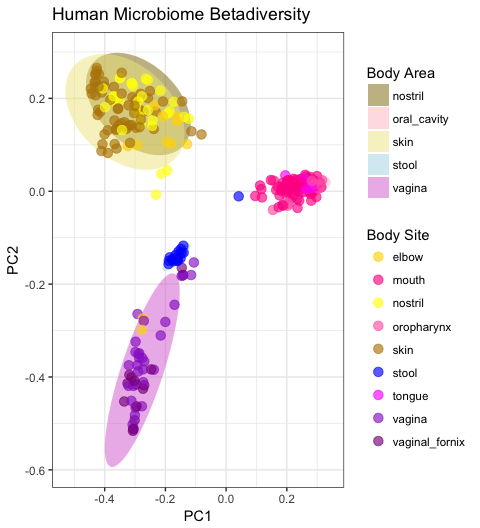 Human Microbiome Betadiversity
PC2
0.2
0.0
-0.2
-0.4
-0.6
-0.4
-0.2
0.0
0.2
PC1
Body Area
nostril
oral_cavity
skin
stool
vagina
Body Site
elbow
mouth
nostril
oropharynx
skin
stool
tongue
vagina
vaginal_fornix